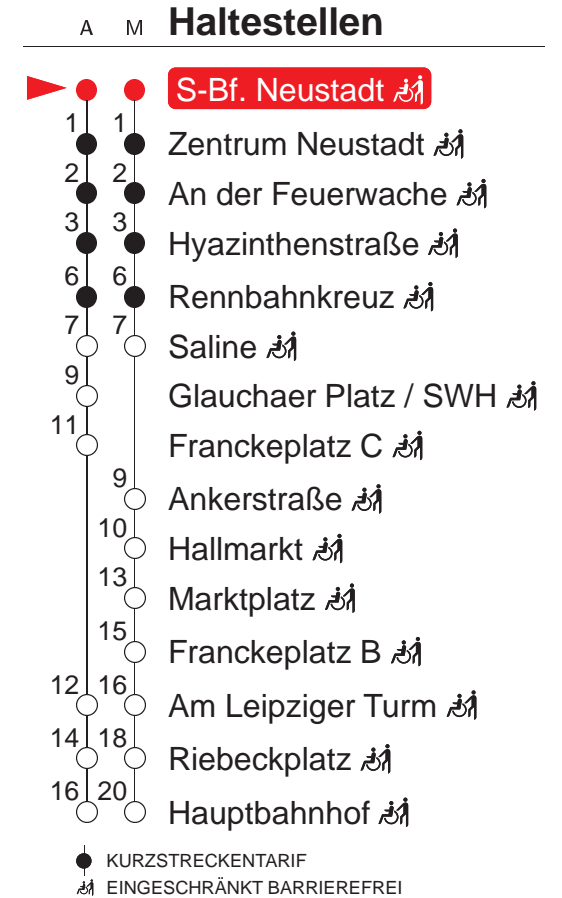 A M Haltestellen
S-Bf. Neustadt
1 1 Zentrum Neustadt
2 2 An der Feuerwache
3 3 Hyazinthenstraße
6 6 Rennbahnkreuz
7 7 Saline
9 Glauchaer Platz / SWH
11 Franckeplatz C
9 Ankerstraße
10 Hallmarkt
13 Marktplatz
15 Franckeplatz B
12 16 Am Leipziger Turm
14 18 Riebeckplatz
16 20 Hauptbahnhof
KURZSTRECKENTARIF
EINGESCHRÄNKT BARRIEREFREI